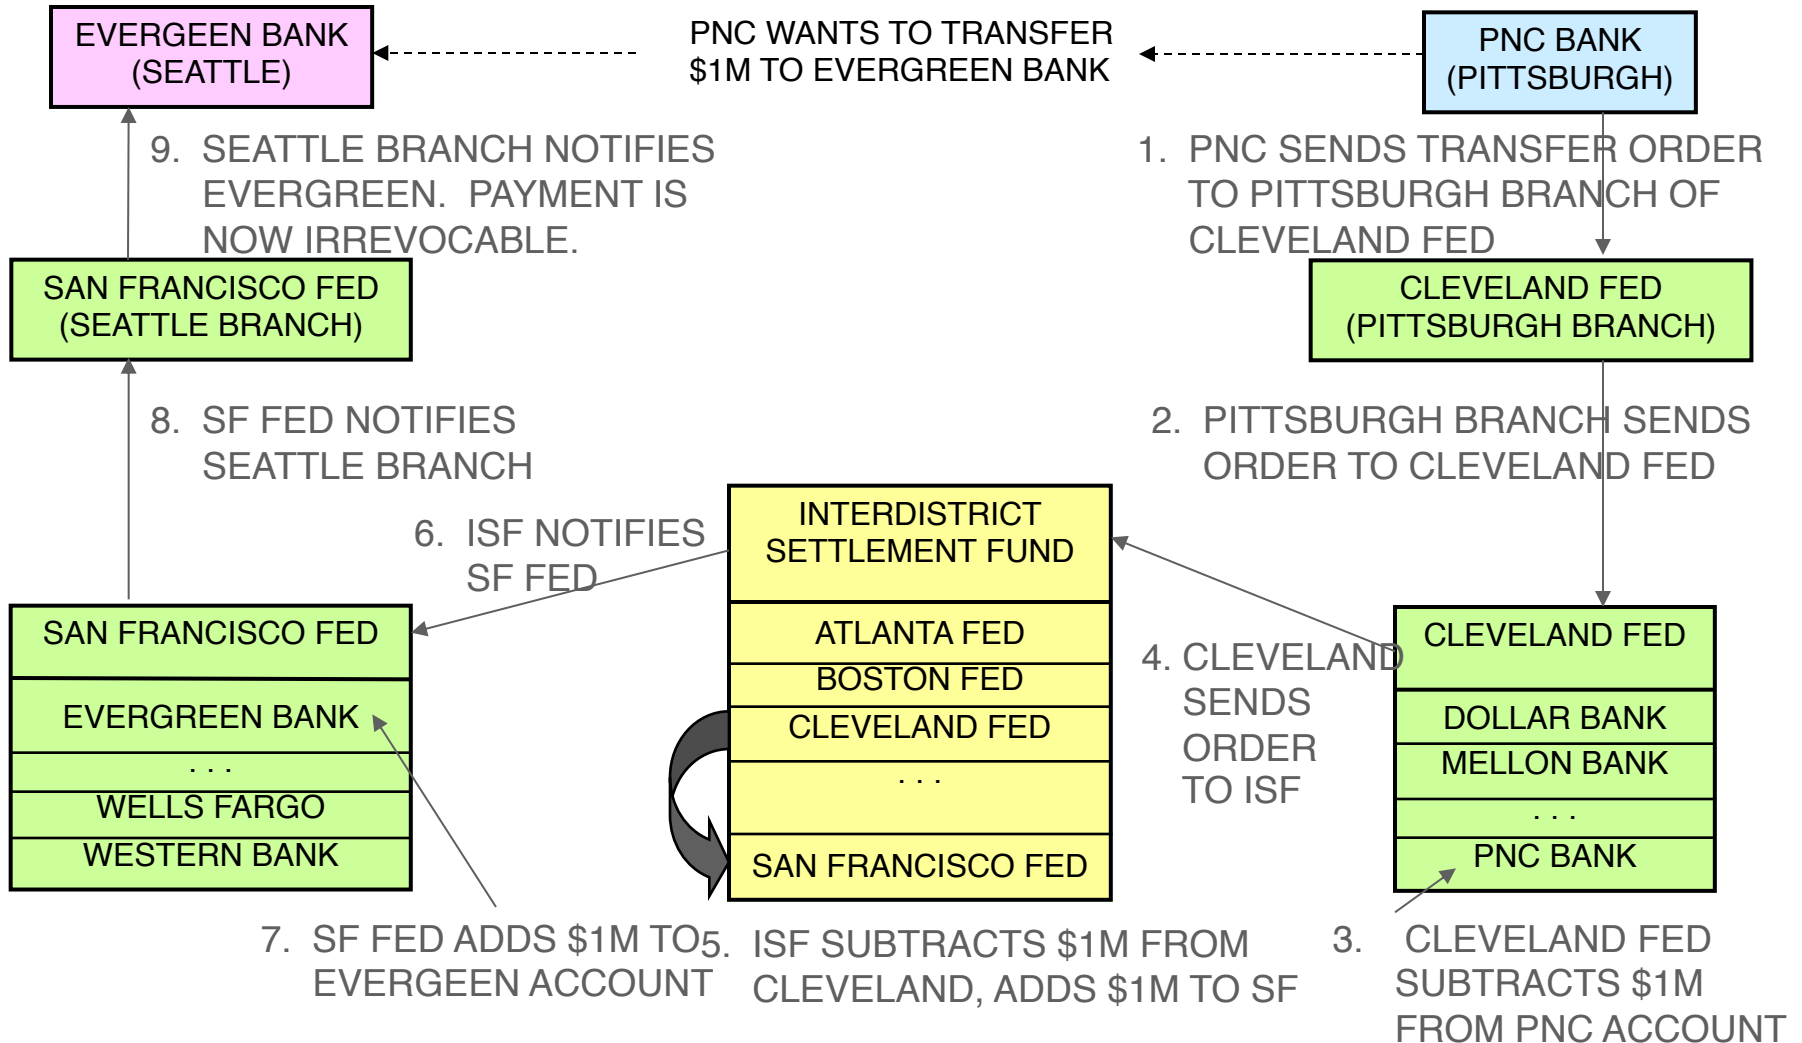 EVERGEEN BANK
(SEATTLE)
PNC WANTS TO TRANSFER
$1M TO EVERGREEN BANK
PNC BANK
(PITTSBURGH)
9. SEATTLE BRANCH NOTIFIES
EVERGREEN. PAYMENT IS
NOW IRREVOCABLE.
1. PNC SENDS TRANSFER ORDER
TO PITTSBURGH BRANCH OF
CLEVELAND FED
SAN FRANCISCO FED
(SEATTLE BRANCH)
CLEVELAND FED
(PITTSBURGH BRANCH)
8. SF FED NOTIFIES
SEATTLE BRANCH
2. PITTSBURGH BRANCH SENDS
ORDER TO CLEVELAND FED
6. ISF NOTIFIES
SF FED
INTERDISTRICT
SETTLEMENT FUND
ATLANTA FED
BOSTON FED
CLEVELAND FED
. . .
SAN FRANCISCO FED
4. CLEVELAND
SENDS
ORDER
TO ISF
SAN FRANCISCO FED
EVERGREEN BANK
. . .
WELLS FARGO
WESTERN BANK
CLEVELAND FED
DOLLAR BANK
MELLON BANK
. . .
PNC BANK
7. SF FED ADDS $1M TO
EVERGEEN ACCOUNT
5. ISF SUBTRACTS $1M FROM
CLEVELAND, ADDS $1M TO SF
3. CLEVELAND FED
SUBTRACTS $1M
FROM PNC ACCOUNT